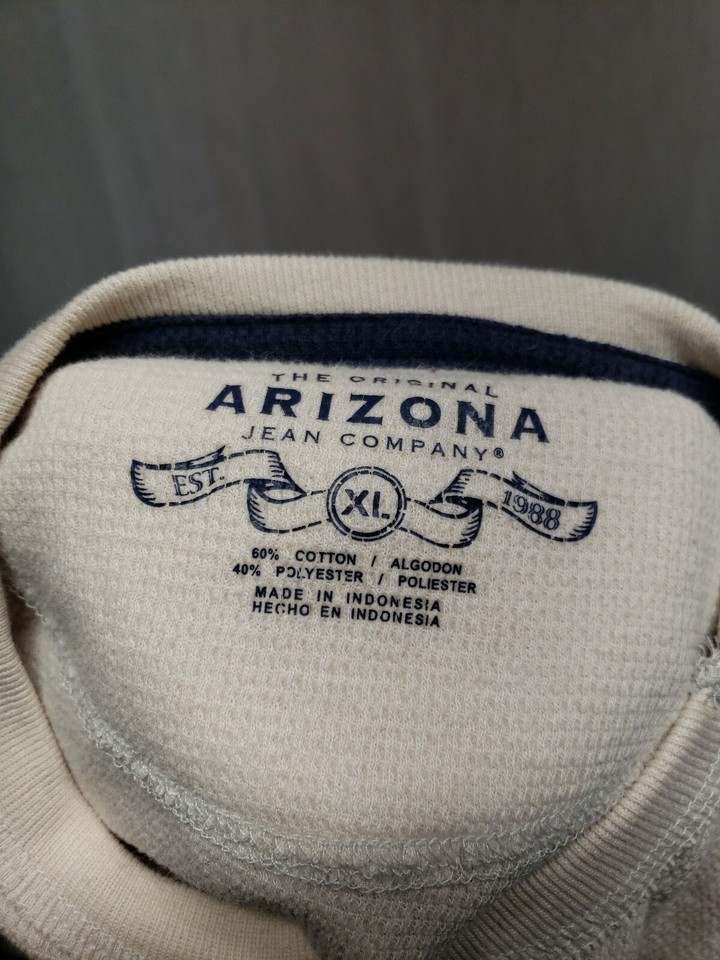 THE ORIGINAL
ARIZONA
JEAN COMPANY®
EST. XL 1988
60% COTTON / ALGODON
40% POLYESTER / POLIESTER
MADE IN INDONESIA
HECHO EN INDONESIA